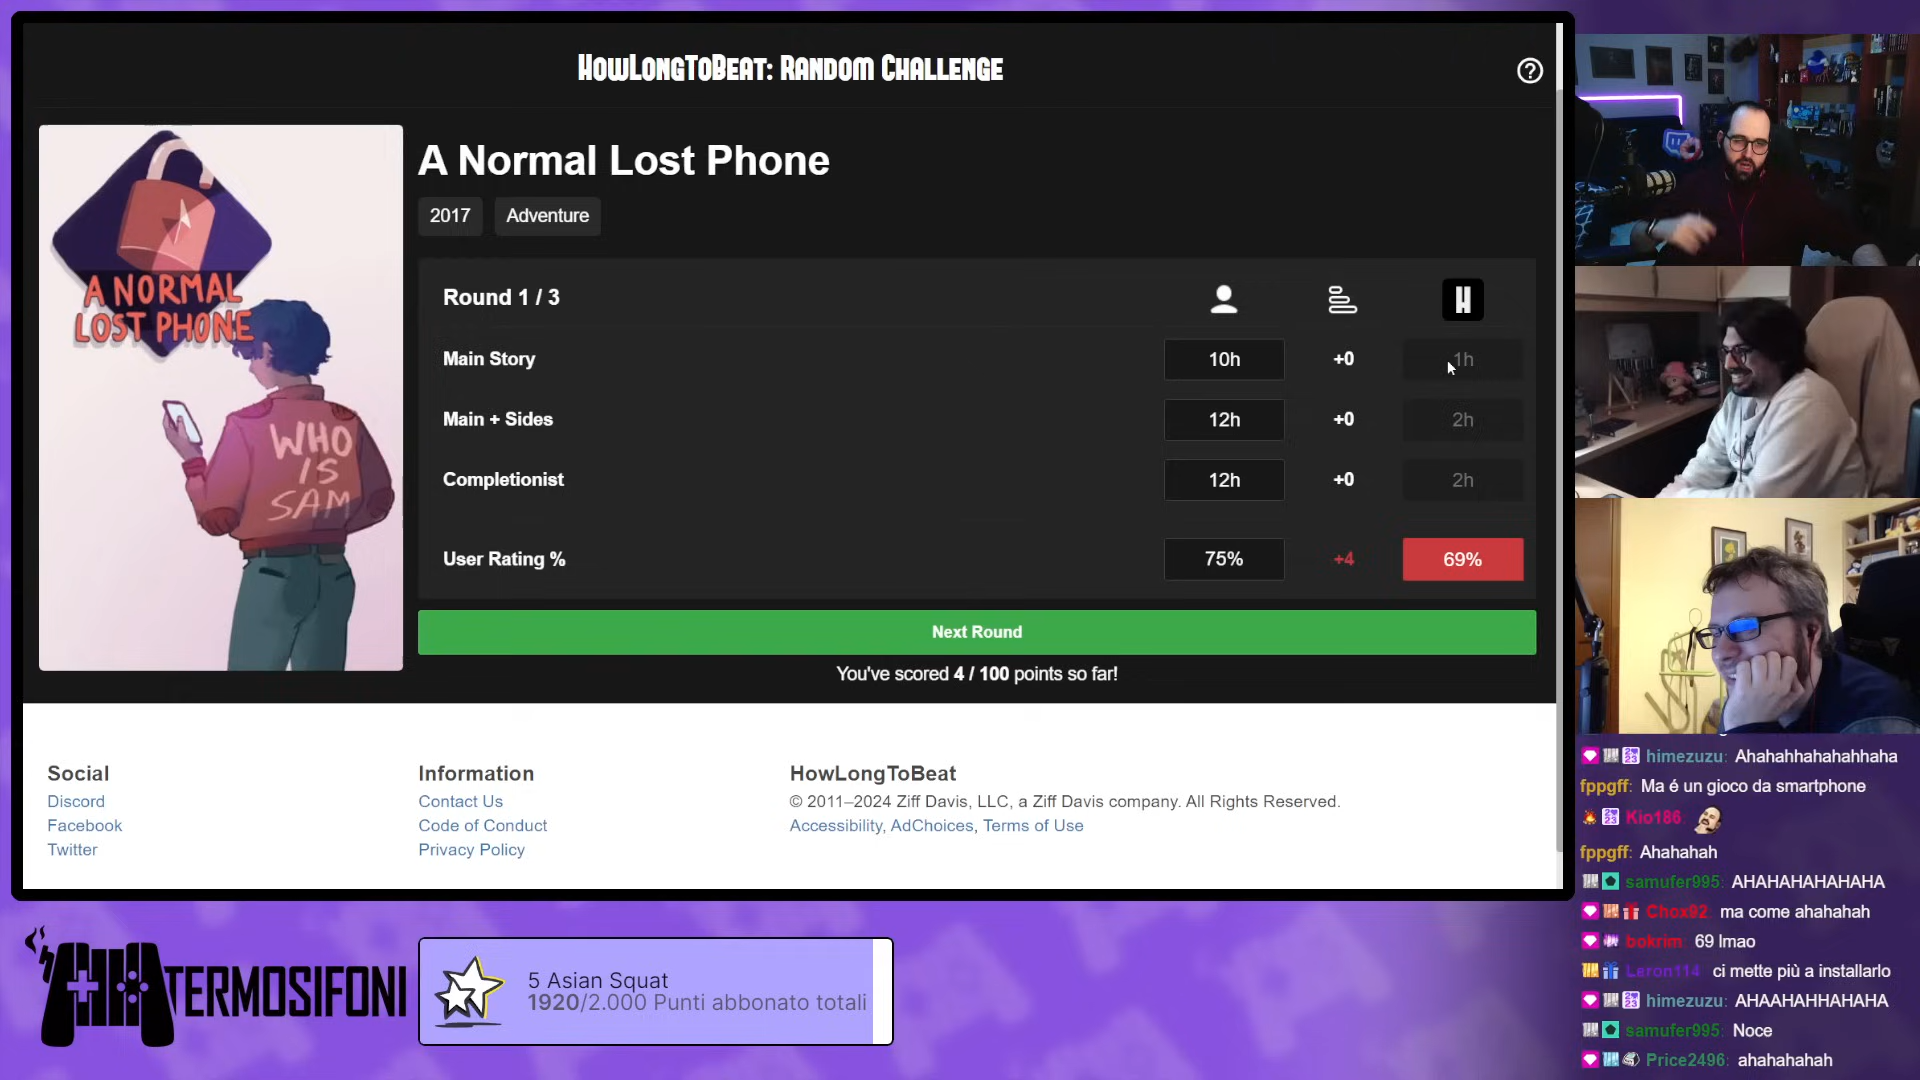 HowLongToBeat: Random Challenge
?
A NORMAL
LOST PHONE
WHO
IS
SAM
A Normal Lost Phone
2017
Adventure
Round 1 / 3
H
Main Story
10h
+0
1h
Main + Sides
12h
+0
2h
Completionist
12h
+0
2h
User Rating %
75%
+4
69%
Next Round
You've scored 4 / 100 points so far!
Social
Discord
Facebook
Twitter
Information
Contact Us
Code of Conduct
Privacy Policy
HowLongToBeat
© 2011–2024 Ziff Davis, LLC, a Ziff Davis company. All Rights Reserved.
Accessibility, AdChoices, Terms of Use
TERMOSIFONI
5 Asian Squat
1920/2.000 Punti abbonato totali
himezuzu: Ahahahhahahahhaha
fppgff: Ma é un gioco da smartphone
Kio186:
fppgff: Ahahahah
samufer995: AHAHAHAHAHAHA
Chox92: ma come ahahahah
bokrim: 69 lmao
Leron114: ci mette più a installarlo
himezuzu: AHAAHAHHAHAHA
samufer995: Noce
Price2496: ahahahahah